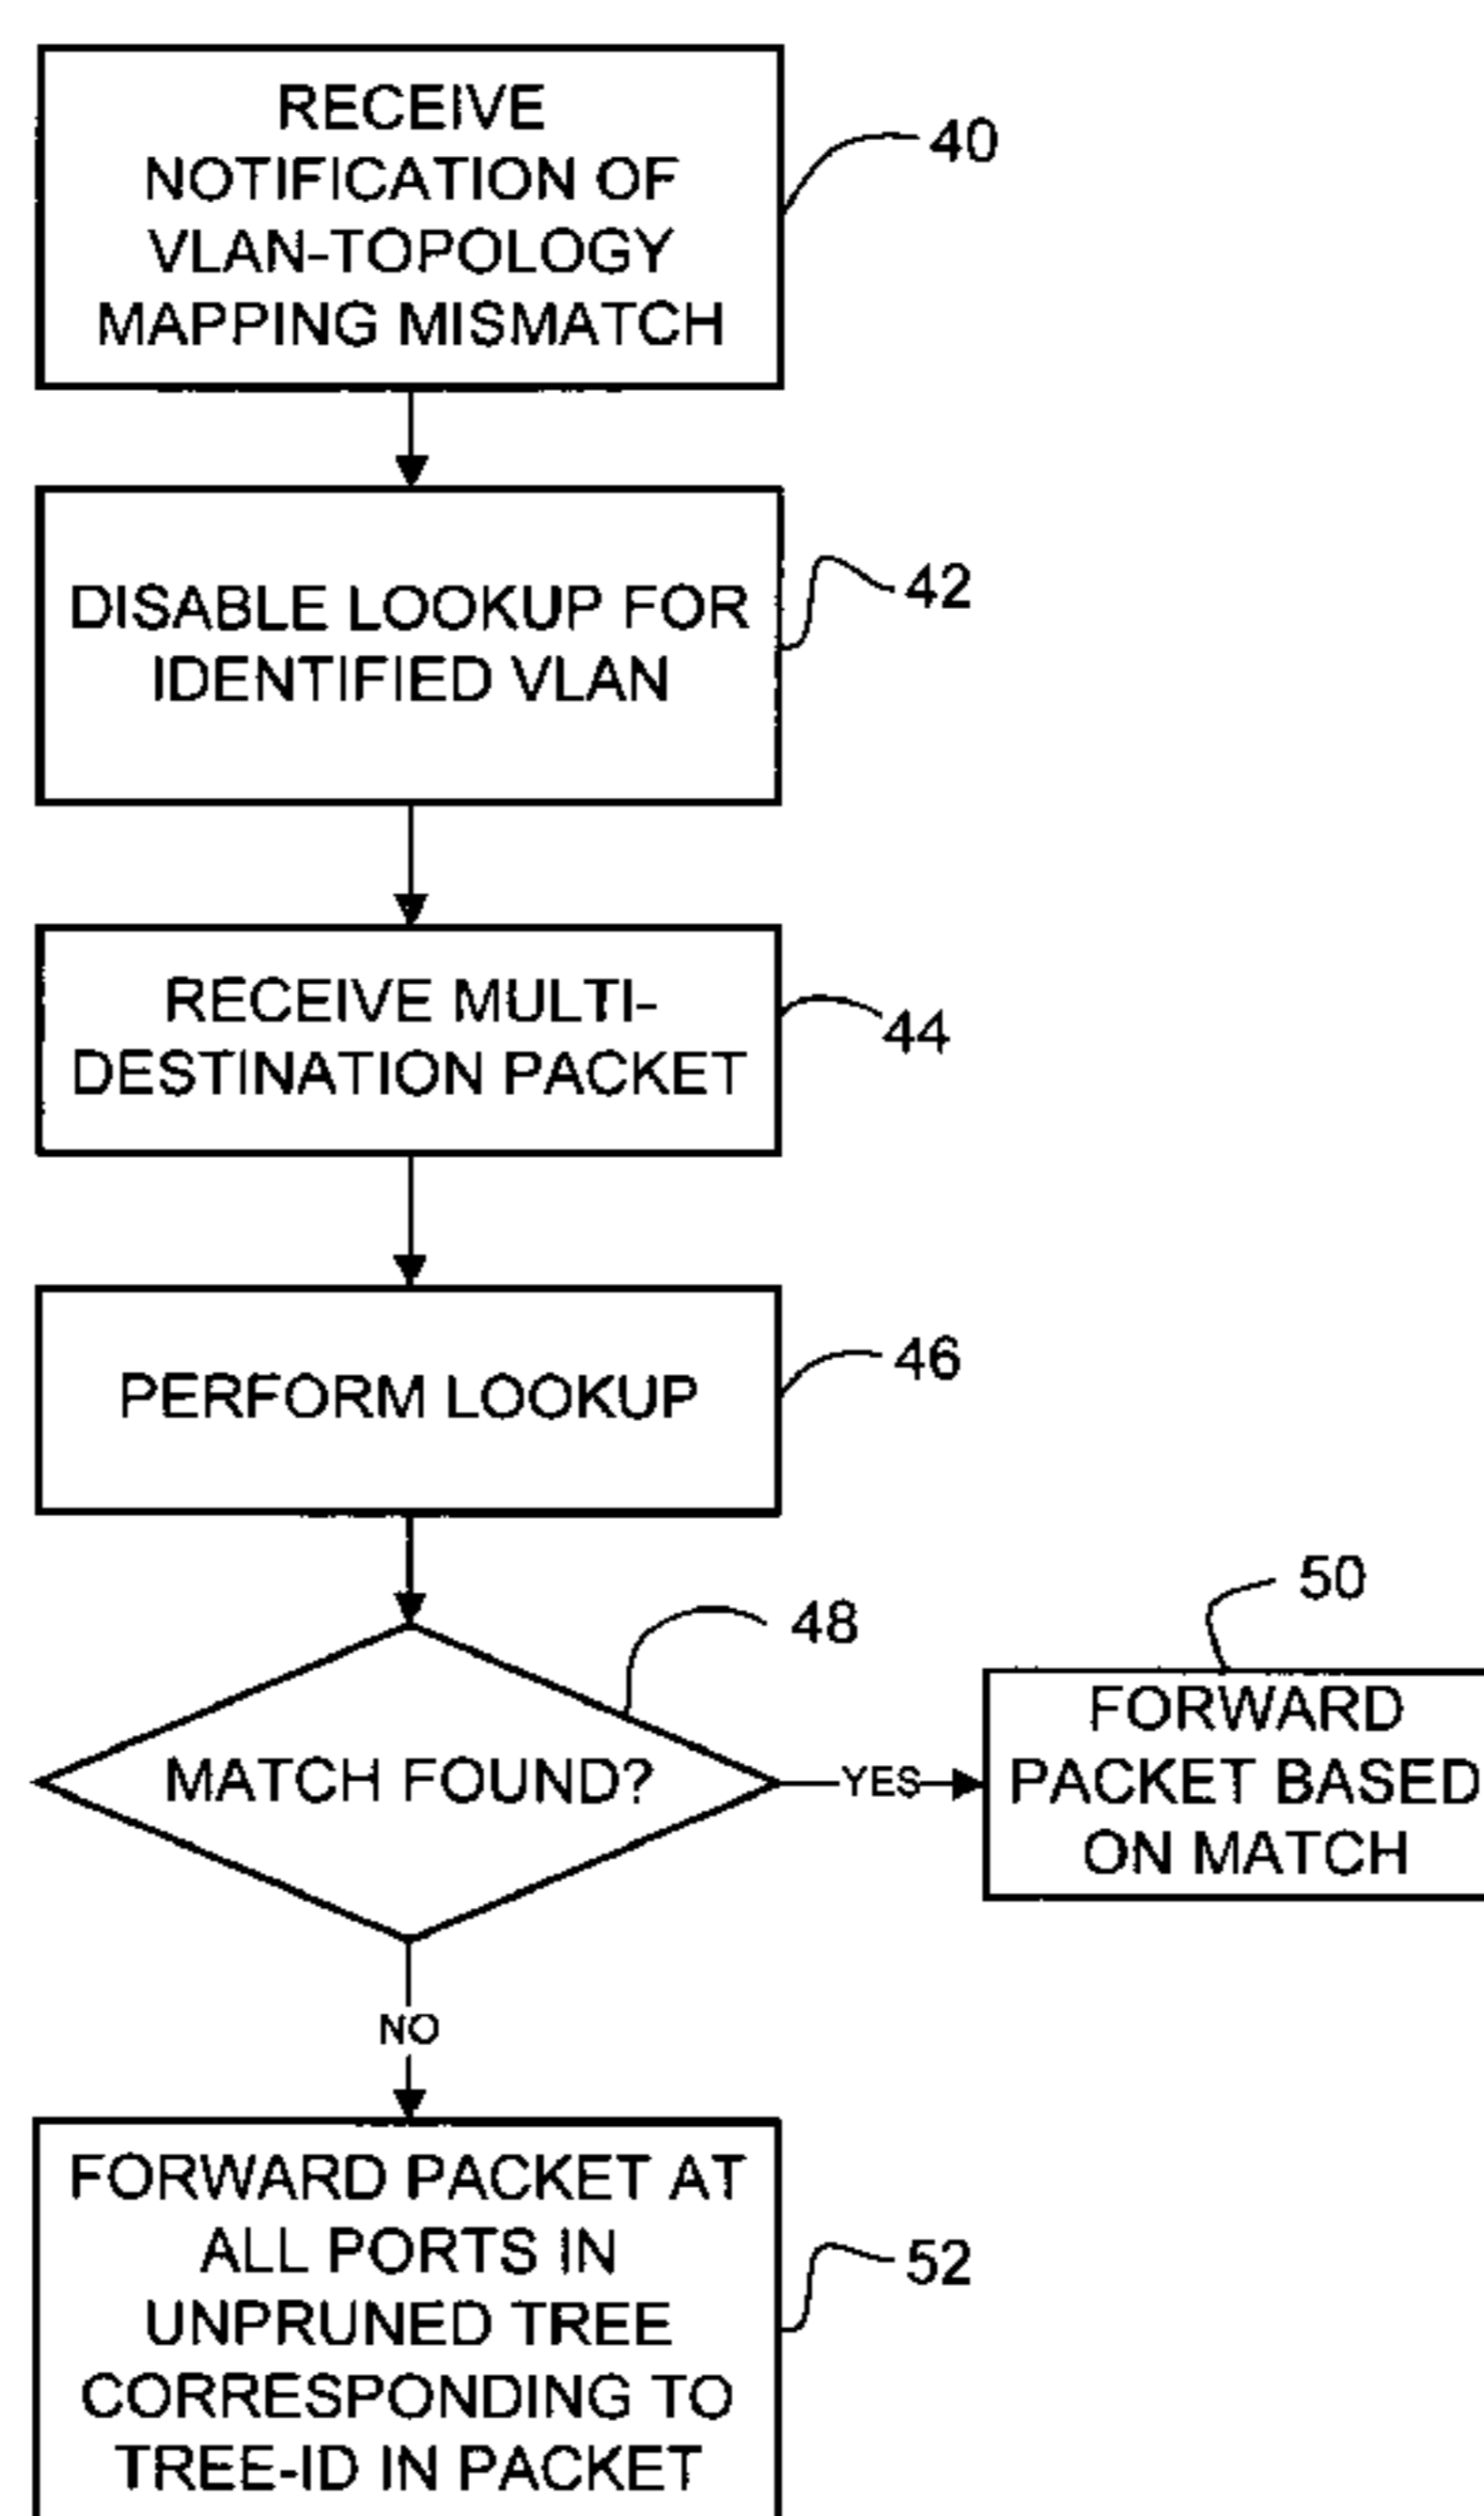 RECEIVE
NOTIFICATION OF
VLAN-TOPOLOGY
MAPPING MISMATCH
40
DISABLE LOOKUP FOR
IDENTIFIED VLAN
42
RECEIVE MULTI-
DESTINATION PACKET
44
PERFORM LOOKUP
46
MATCH FOUND?
48
YES
50
FORWARD
PACKET BASED
ON MATCH
NO
FORWARD PACKET AT
ALL PORTS IN
UNPRUNED TREE
CORRESPONDING TO
TREE-ID IN PACKET
52